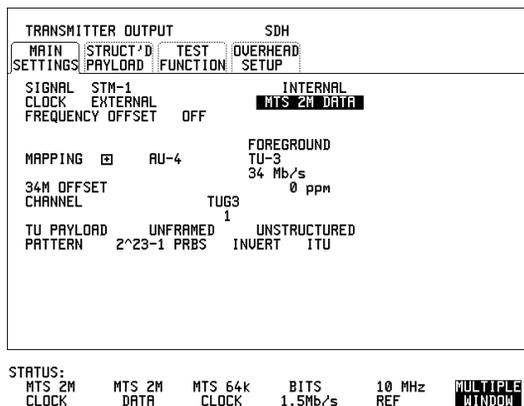 TRANSMITTER OUTPUT SDH
MAIN SETTINGS
STRUCT'D PAYLOAD
TEST FUNCTION
OVERHEAD SETUP
SIGNAL STM-1 INTERNAL
CLOCK EXTERNAL MTS 2M DATA
FREQUENCY OFFSET OFF
FOREGROUND
MAPPING + AU-4 TU-3
34 Mb/s
34M OFFSET 0 ppm
CHANNEL TUG3
1
TU PAYLOAD UNFRAMED UNSTRUCTURED
PATTERN 2^23-1 PRBS INVERT ITU
STATUS:
MTS 2M CLOCK
MTS 2M DATA
MTS 64k CLOCK
BITS 1.5Mb/s
10 MHz REF
MULTIPLE WINDOW